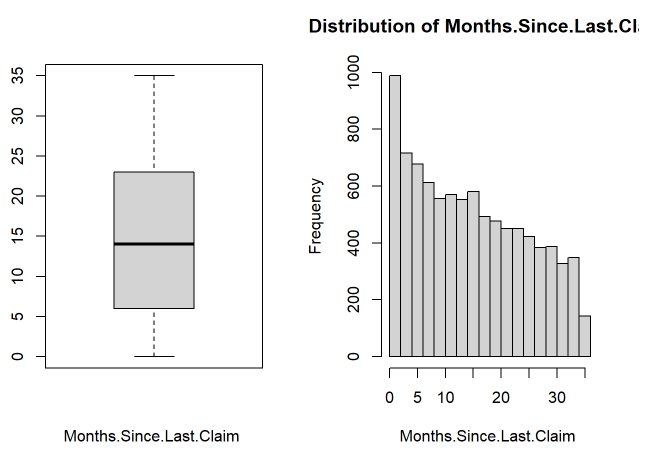 0 5 10 15 20 25 30 35
Months.Since.Last.Claim
Distribution of Months.Since.Last.Cl
Frequency
0 200 400 600 800 1000
0 5 10 20 30
Months.Since.Last.Claim